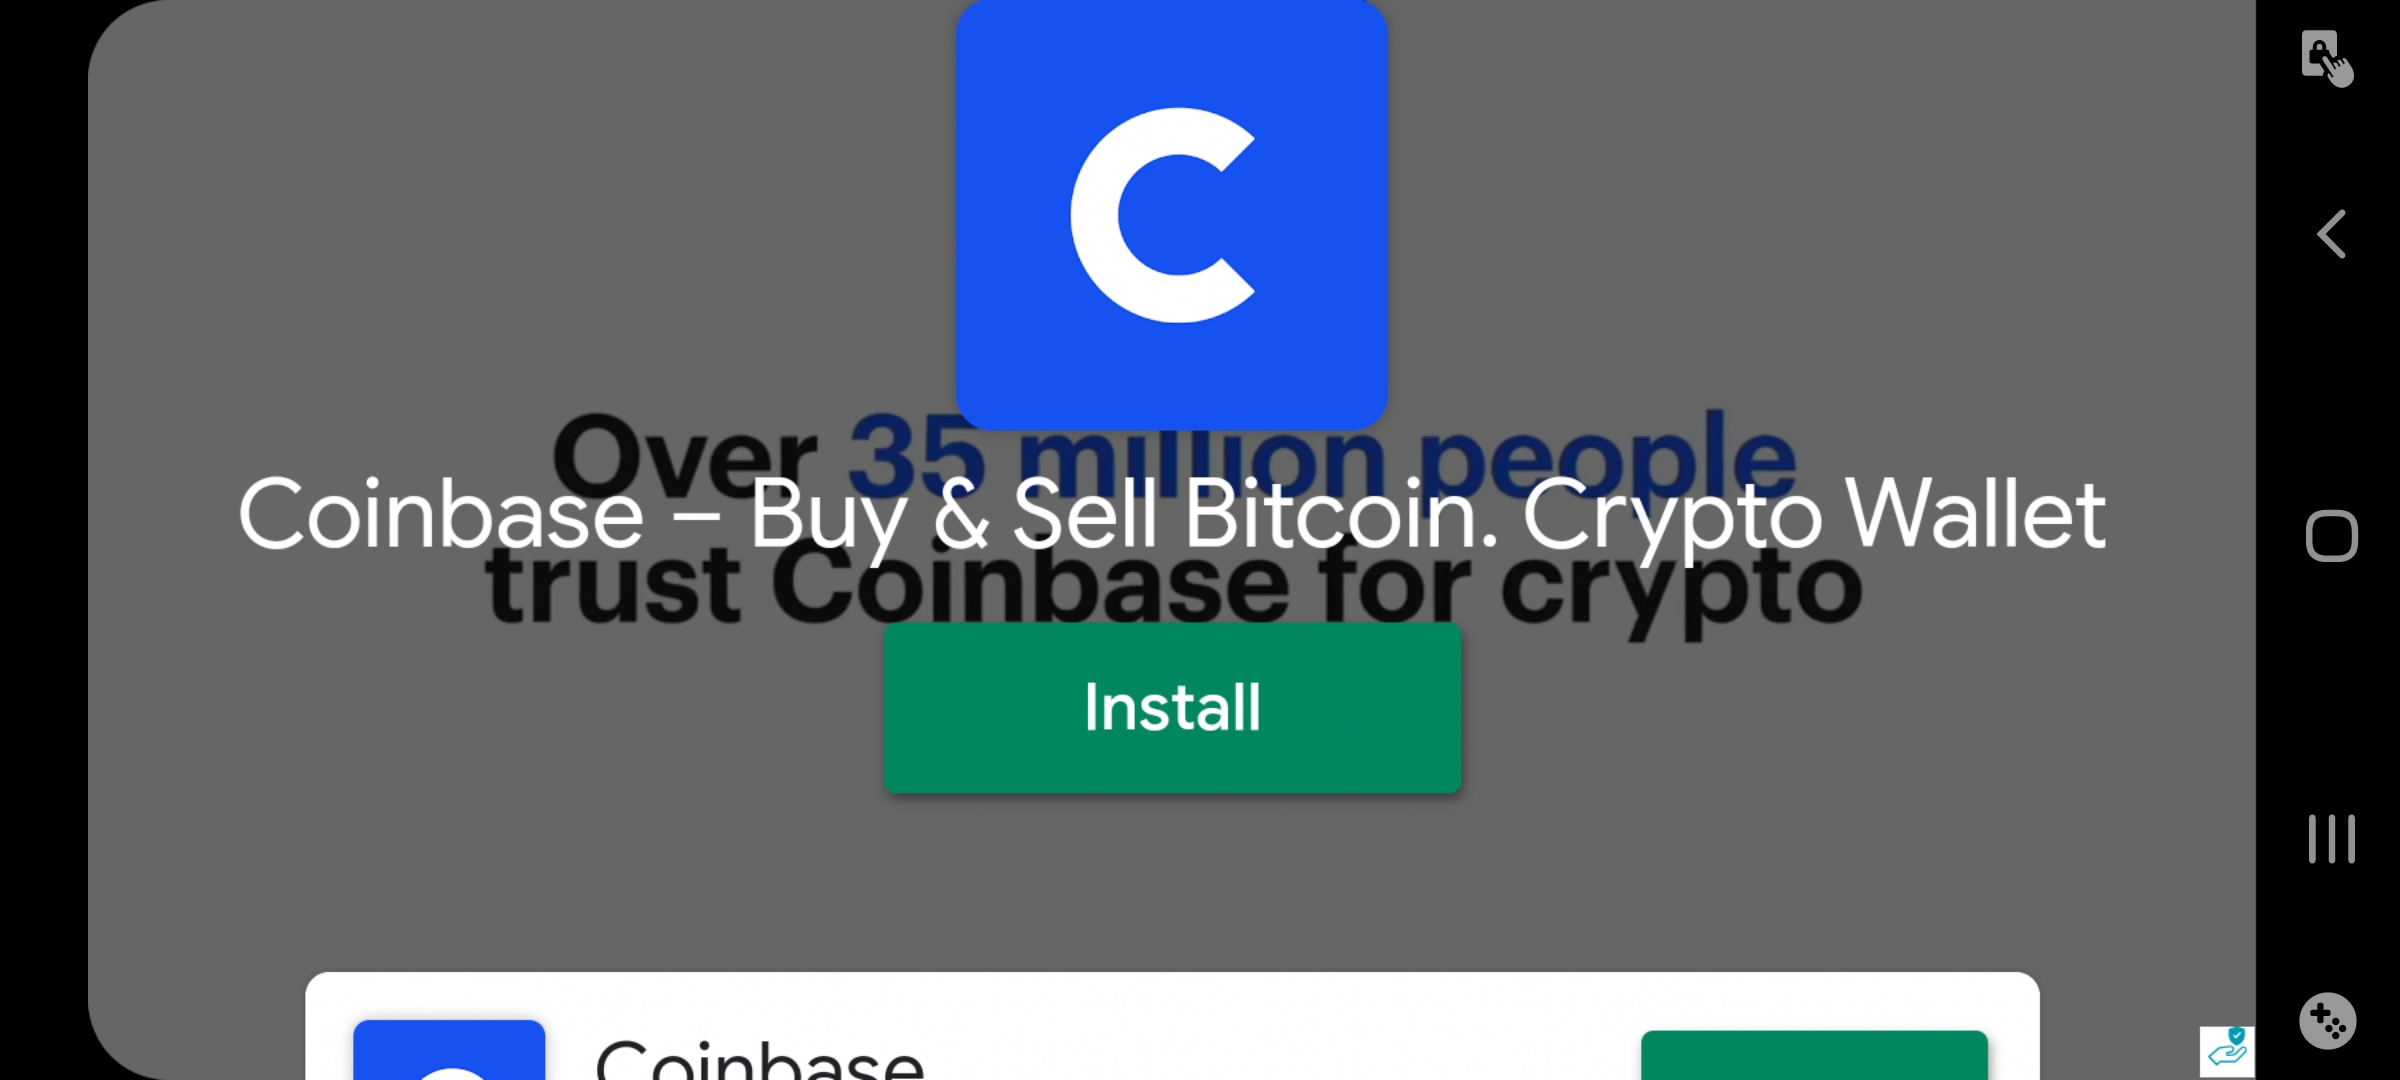 Over 35 million people
Coinbase – Buy & Sell Bitcoin. Crypto Wallet
trust Coinbase for crypto
Install
Coinbase